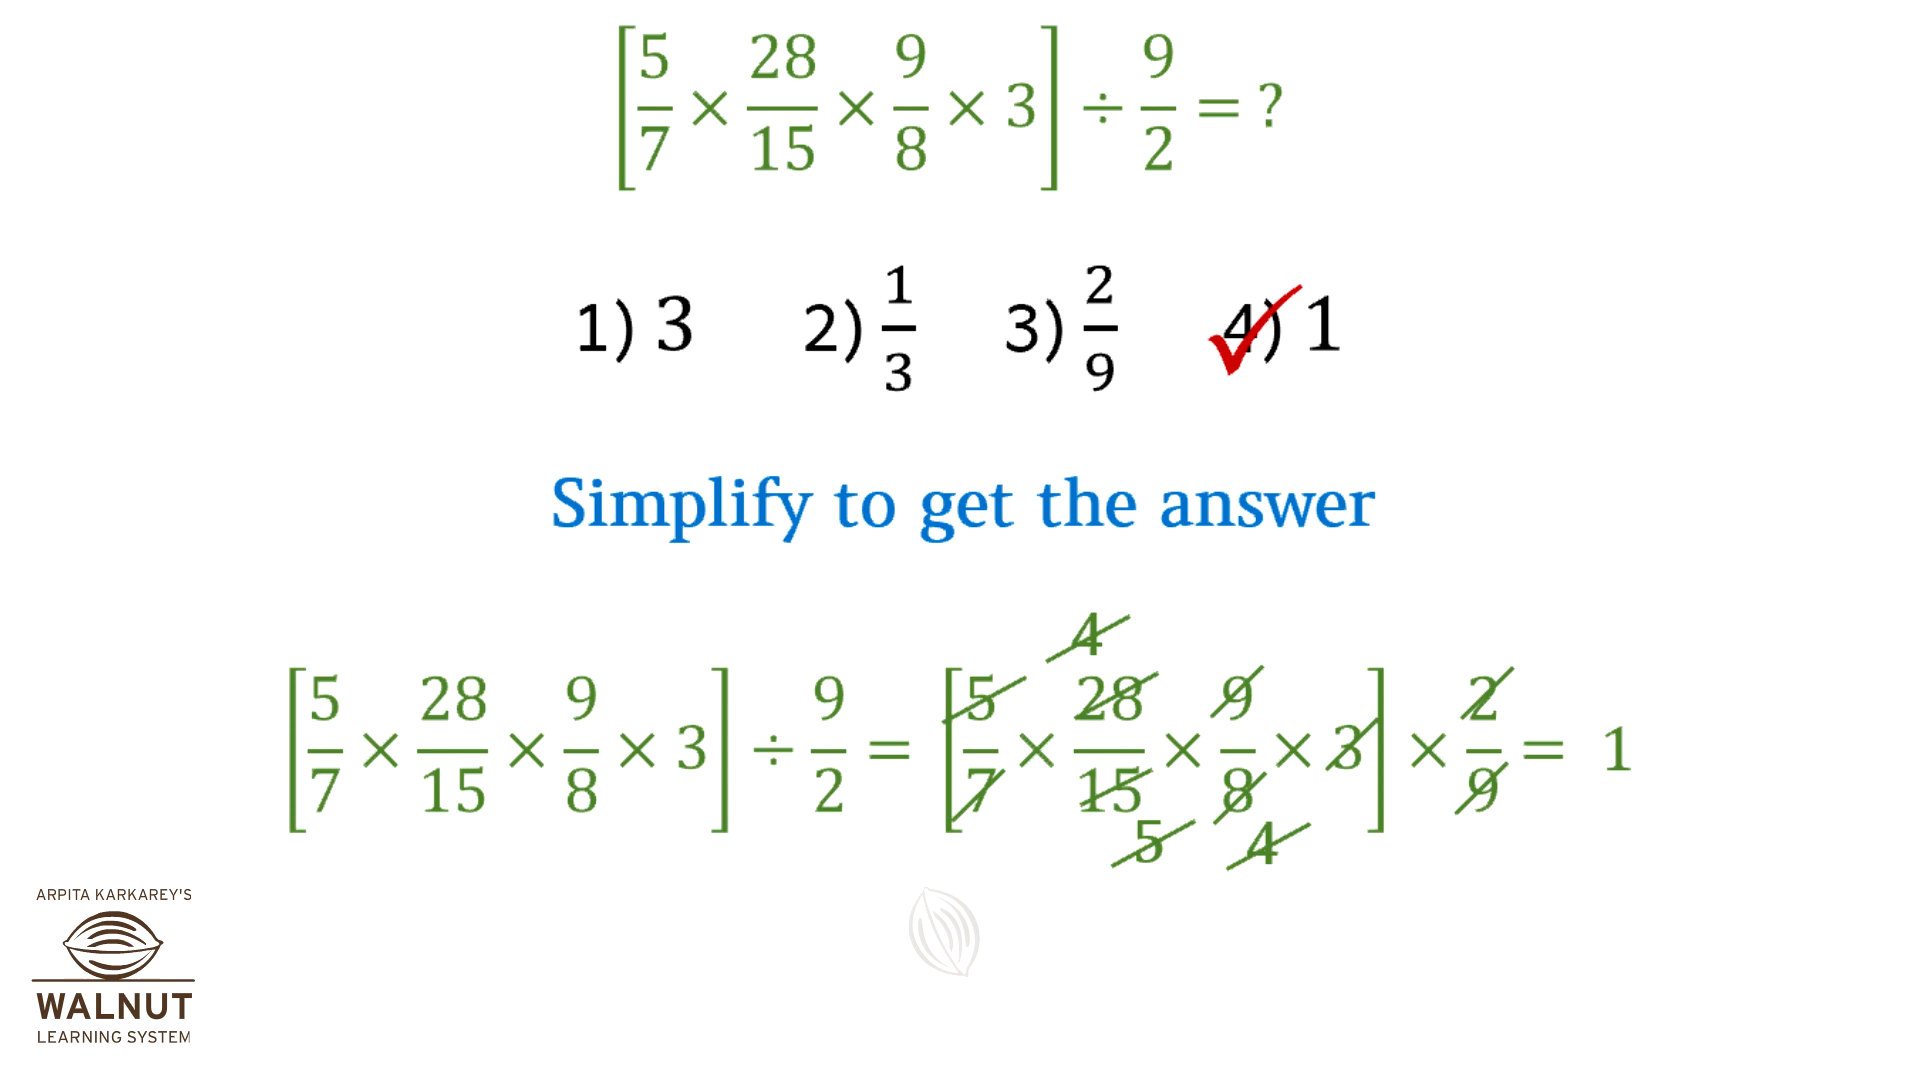 [5/7 × 28/15 × 9/8 × 3] ÷ 9/2 = ?
1) 3 2) 1/3 3) 2/9 4) 1
Simplify to get the answer
4
[5/7 × 28/15 × 9/8 × 3] ÷ 9/2 = [5/7 × 28/15 × 9/8 × 3] × 2/9 = 1
5 4
ARPITA KARKAREY'S
WALNUT
LEARNING SYSTEM